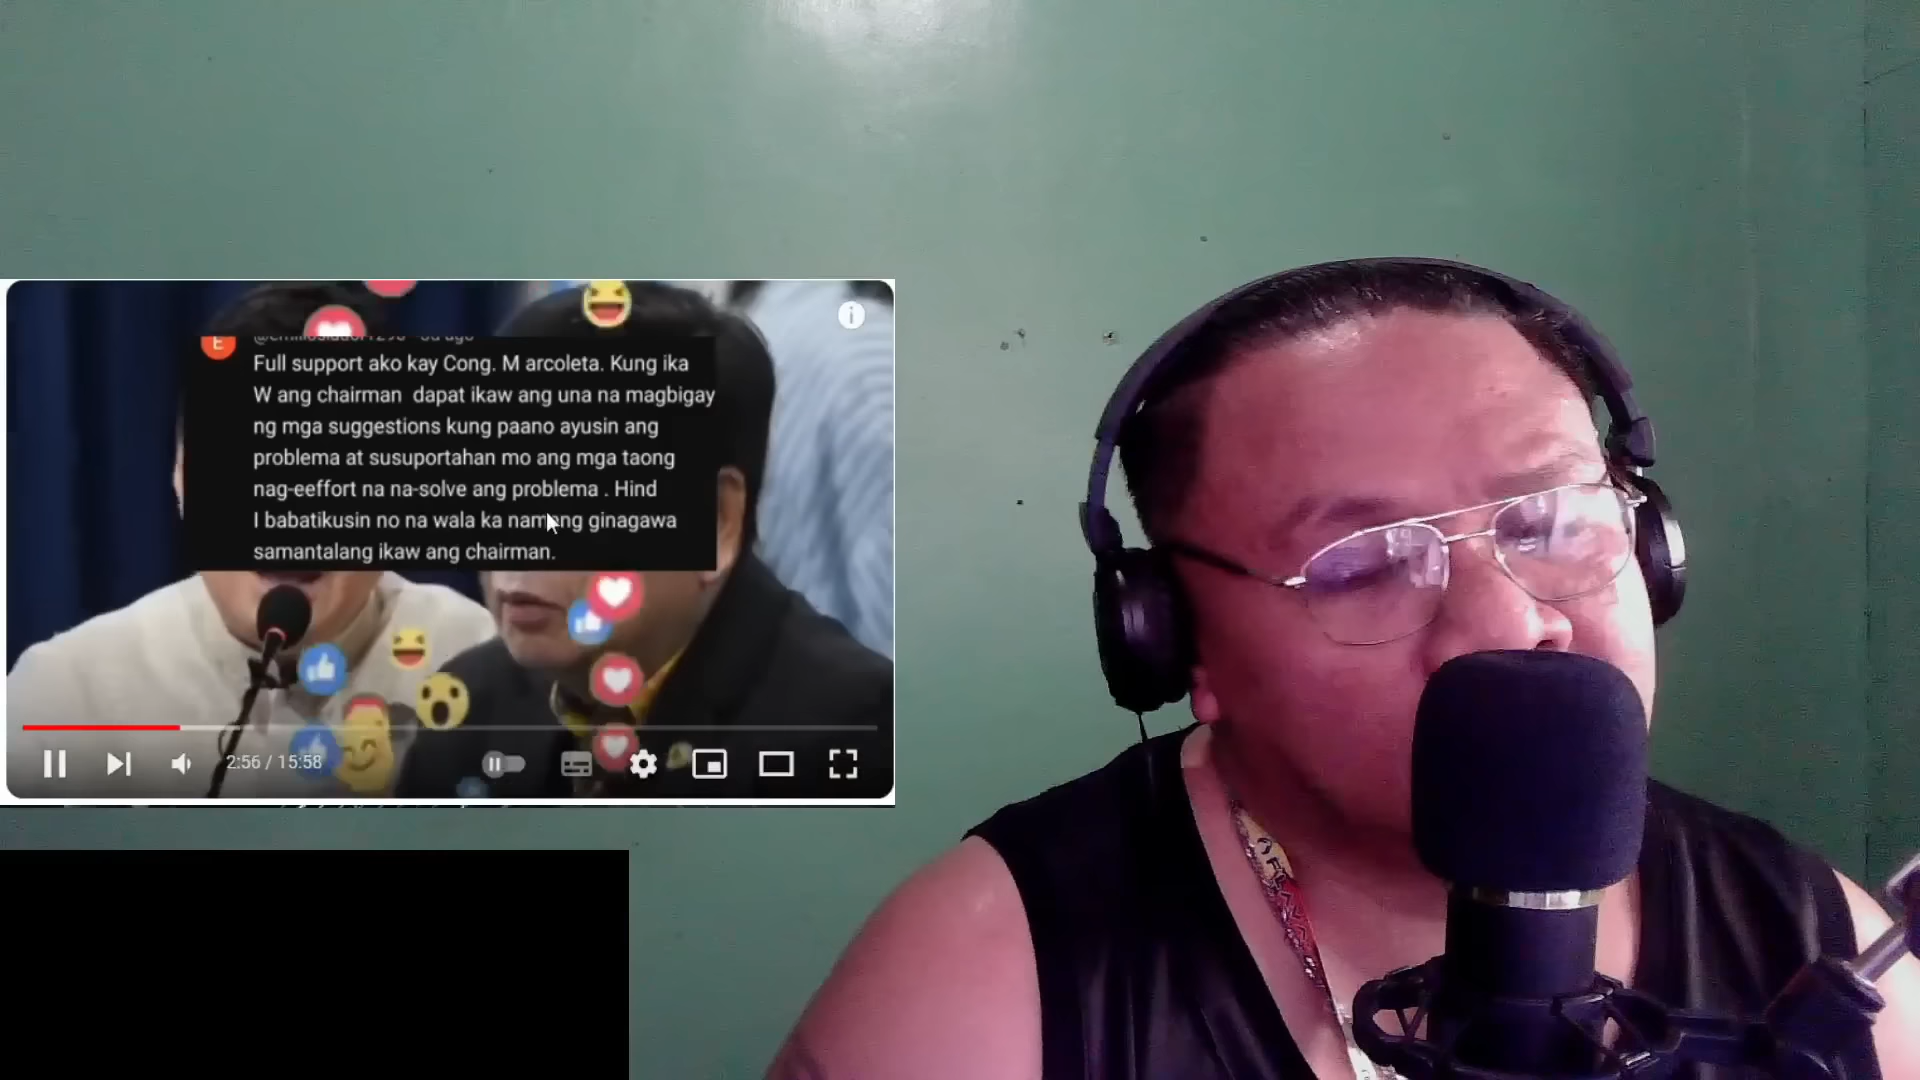 E
Full support ako kay Cong. M arcoleta. Kung ika
W ang chairman  dapat ikaw ang una na magbigay
ng mga suggestions kung paano ayusin ang
problema at susuportahan mo ang mga taong
nag-eeffort na na-solve ang problema . Hind
I babatikusin no na wala ka namang ginagawa
samantalang ikaw ang chairman.
2:56 / 15:58